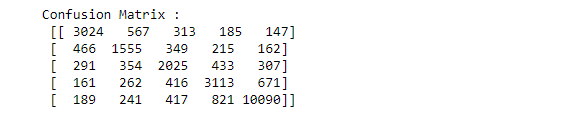 Confusion Matrix :
[[ 3024 567 313 185 147]
[ 466 1555 349 215 162]
[ 291 354 2025 433 307]
[ 161 262 416 3113 671]
[ 189 241 417 821 10090]]